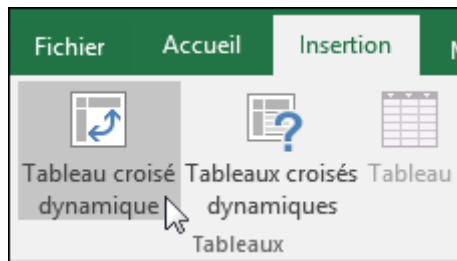 Fichier Accueil Insertion
Tableau croisé Tableaux croisés Tableau
dynamique dynamiques
Tableaux